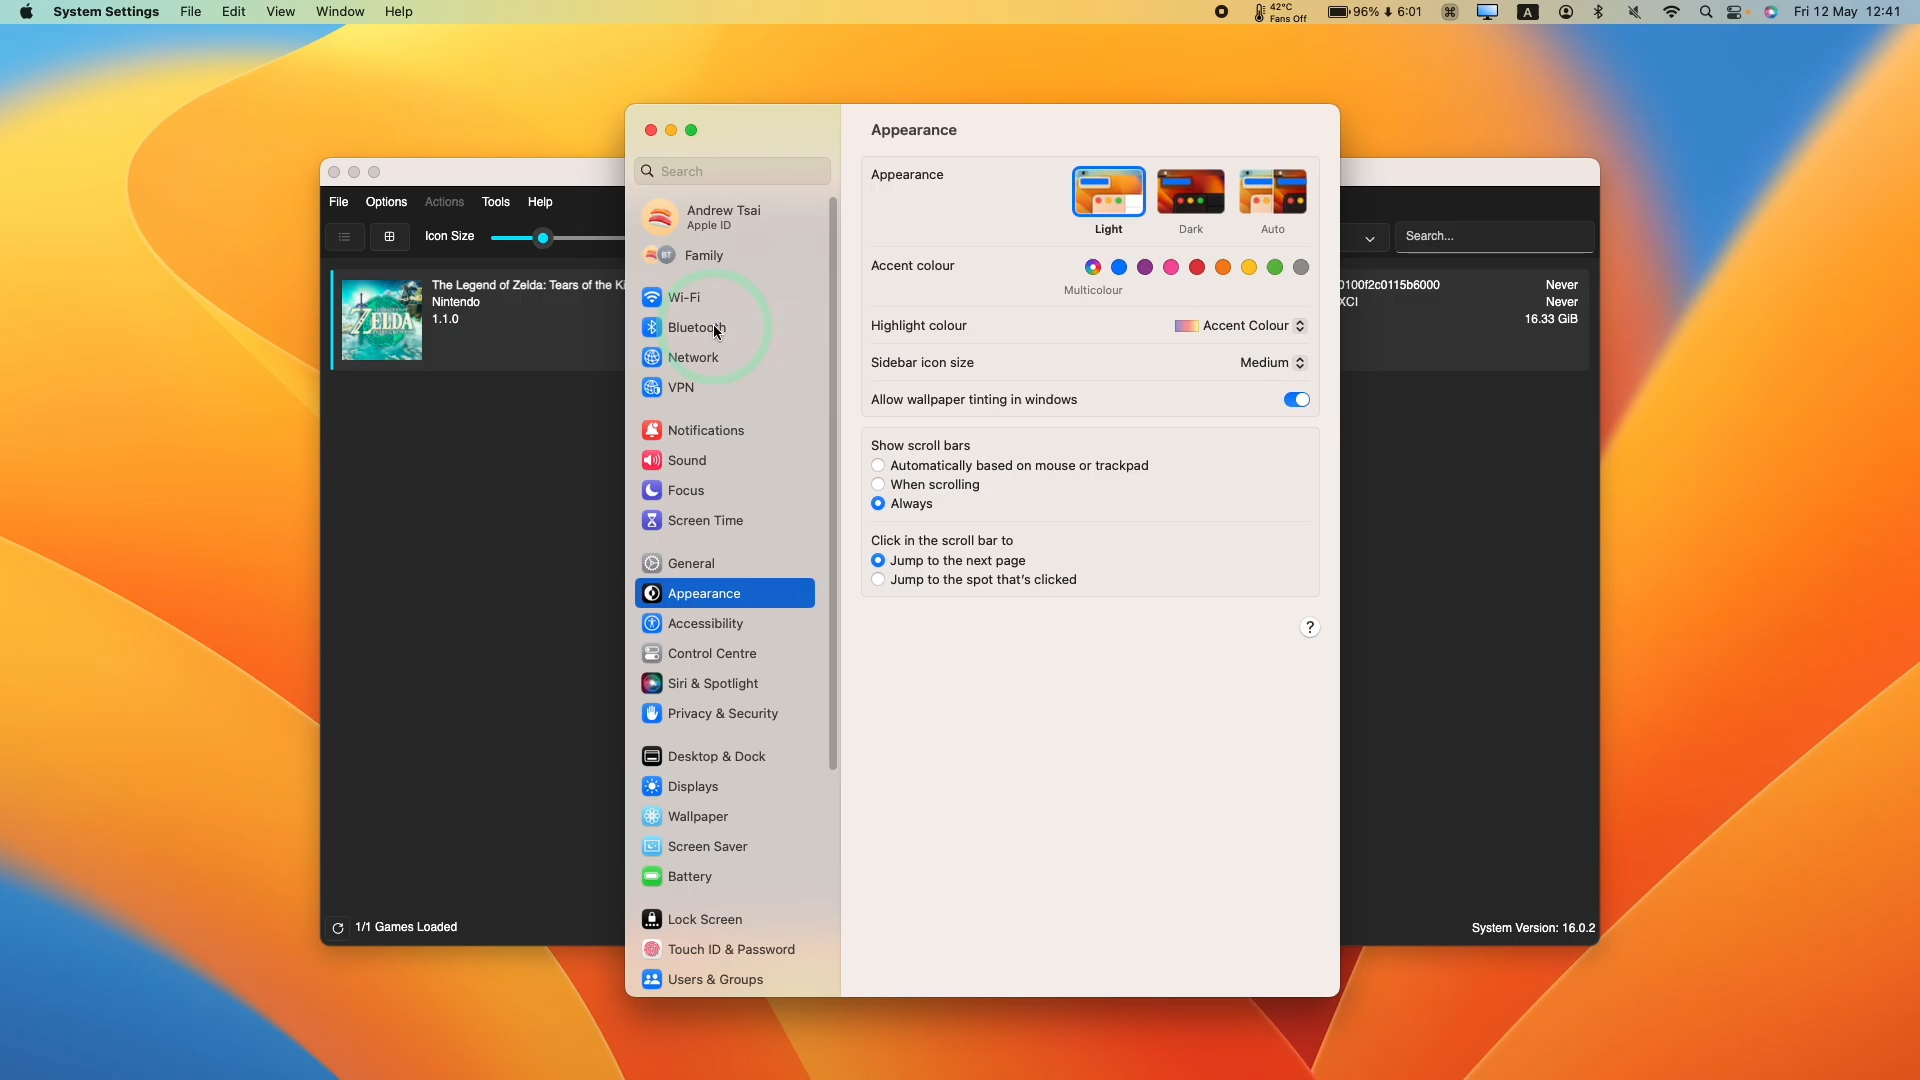 System Settings File Edit View Window Help
42°C
Fans Off
96% 6:01
A
Fri 12 May 12:41
File Options Actions Tools Help
Icon Size
Search...
ZELDA
The Legend of Zelda: Tears of the Ki
Nintendo
1.1.0
0100f2c0115b6000
XCI
Never
Never
16.33 GiB
1/1 Games Loaded
System Version: 16.0.2
Search
Andrew Tsai
Apple ID
BT
Family
Wi-Fi
Bluetooth
Network
VPN
Notifications
Sound
Focus
Screen Time
General
Appearance
Accessibility
Control Centre
Siri & Spotlight
Privacy & Security
Desktop & Dock
Displays
Wallpaper
Screen Saver
Battery
Lock Screen
Touch ID & Password
Users & Groups
Appearance
Appearance
Light Dark Auto
Accent colour
Multicolour
Highlight colour Accent Colour
Sidebar icon size Medium
Allow wallpaper tinting in windows
Show scroll bars
Automatically based on mouse or trackpad
When scrolling
Always
Click in the scroll bar to
Jump to the next page
Jump to the spot that's clicked
?